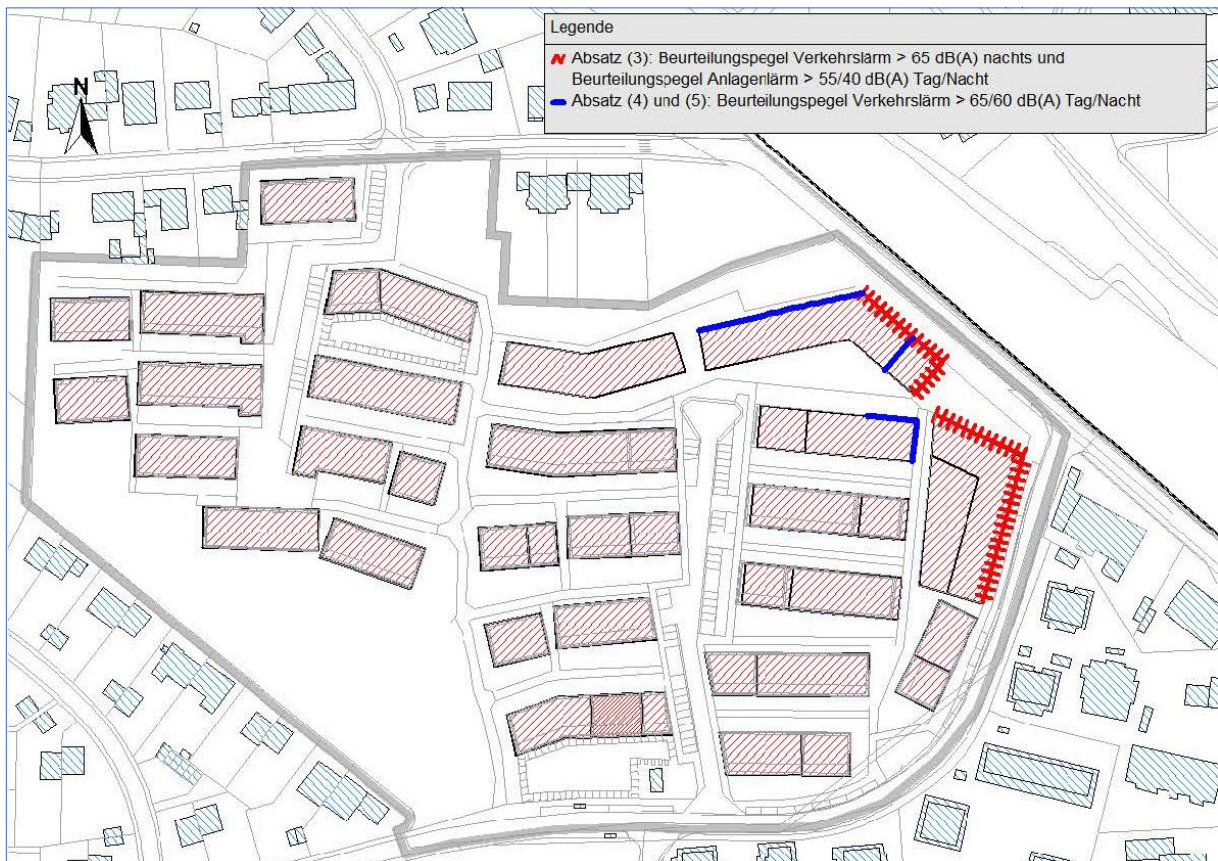 Legende
Absatz (3): Beurteilungspegel Verkehrslärm > 65 dB(A) nachts und
Beurteilungspegel Anlagenlärm > 55/40 dB(A) Tag/Nacht
Absatz (4) und (5): Beurteilungspegel Verkehrslärm > 65/60 dB(A) Tag/Nacht
N